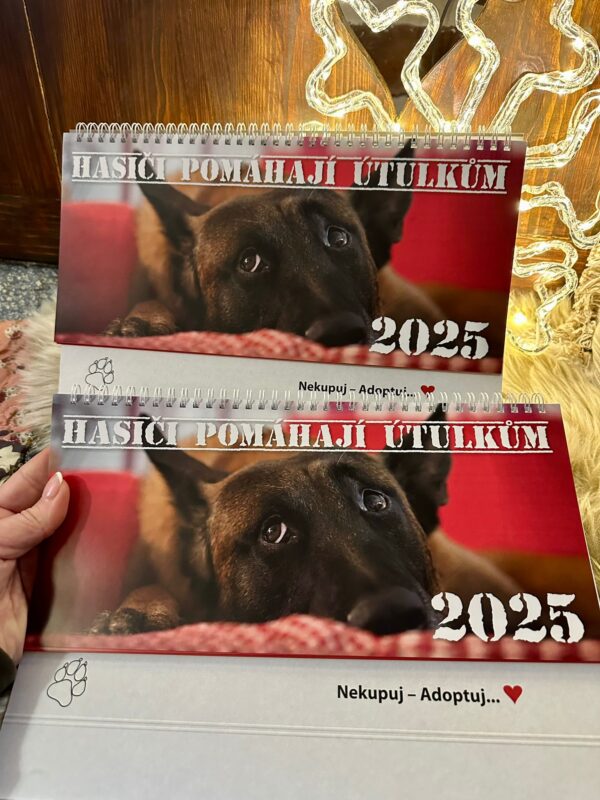 HASIČI POMÁHAJÍ ÚTULKŮM
2025
Nekupuj – Adoptuj...
HASIČI POMÁHAJÍ ÚTULKŮM
2025
Nekupuj – Adoptuj...